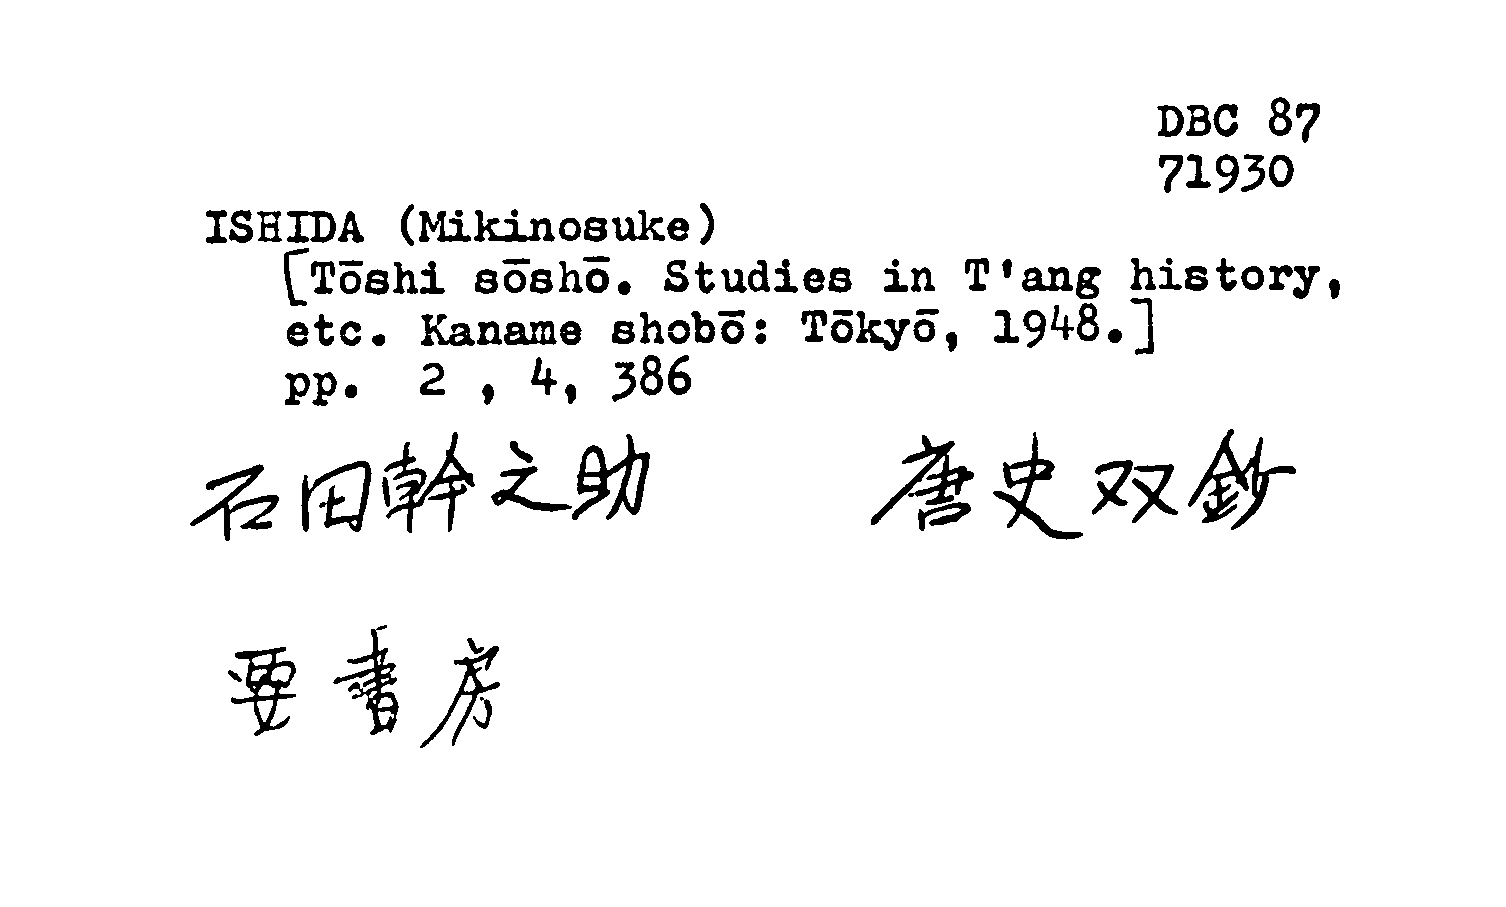 DBC 87
71930
ISHIDA (Mikinosuke)
[Tōshi sōshō. Studies in T'ang history,
etc. Kaname shobō: Tōkyō, 1948.]
pp. 2 , 4, 386
石田幹之助 唐史双鈔
要書房